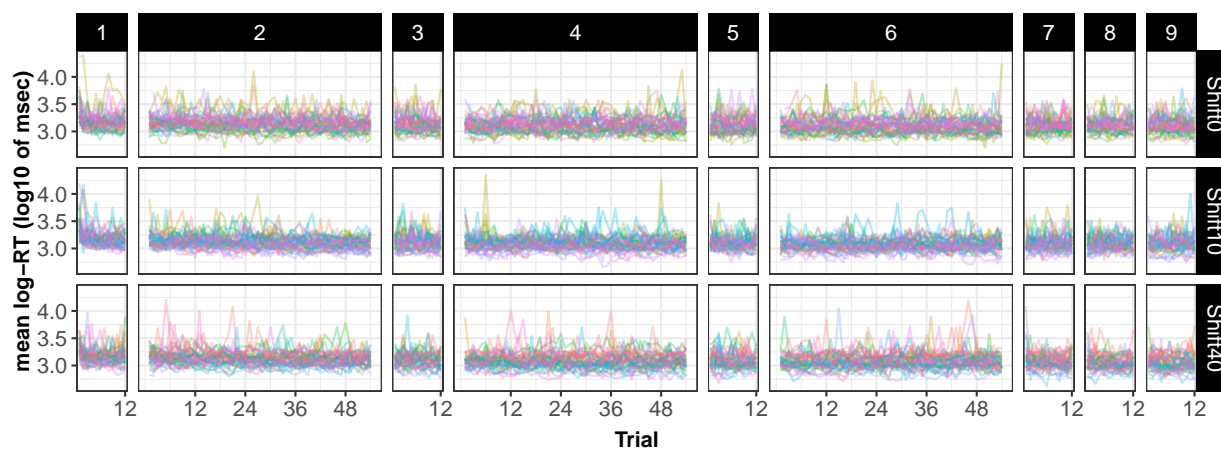 1 2 3 4 5 6 7 8 9
mean log−RT (log10 of msec)
4.0
3.5
3.0
Shift0
4.0
3.5
3.0
Shift10
4.0
3.5
3.0
Shift40
12 12 24 36 48 12 12 24 36 48 12 12 24 36 48 12 12 12
Trial